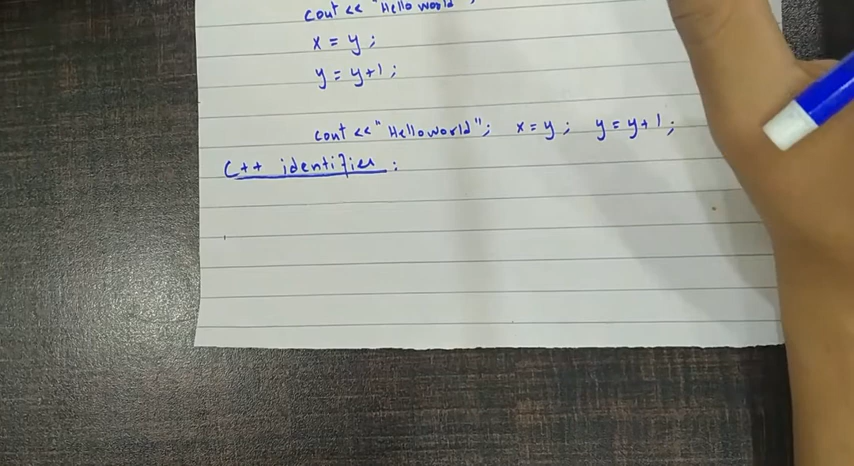 cout << "Hello world"
x = y ;
y = y+1 ;
cout <<"Helloworld"; x=y ; y=y+1 ;
C++ identifier :